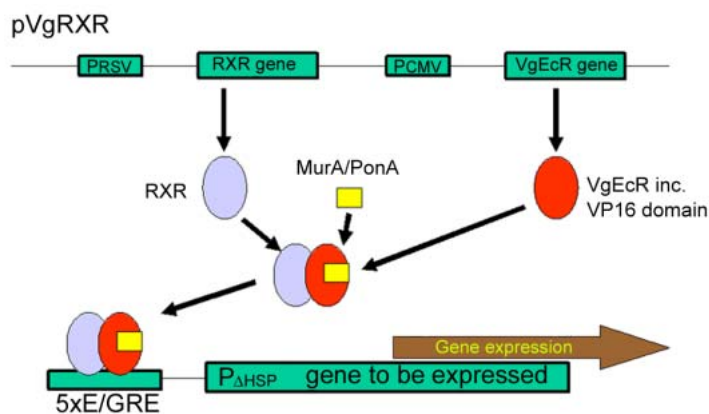 pVgRXR
PRSV
RXR gene
PCMV
VgEcR gene
MurA/PonA
RXR
VgEcR inc.
VP16 domain
Gene expression
PΔHSP gene to be expressed
5xE/GRE